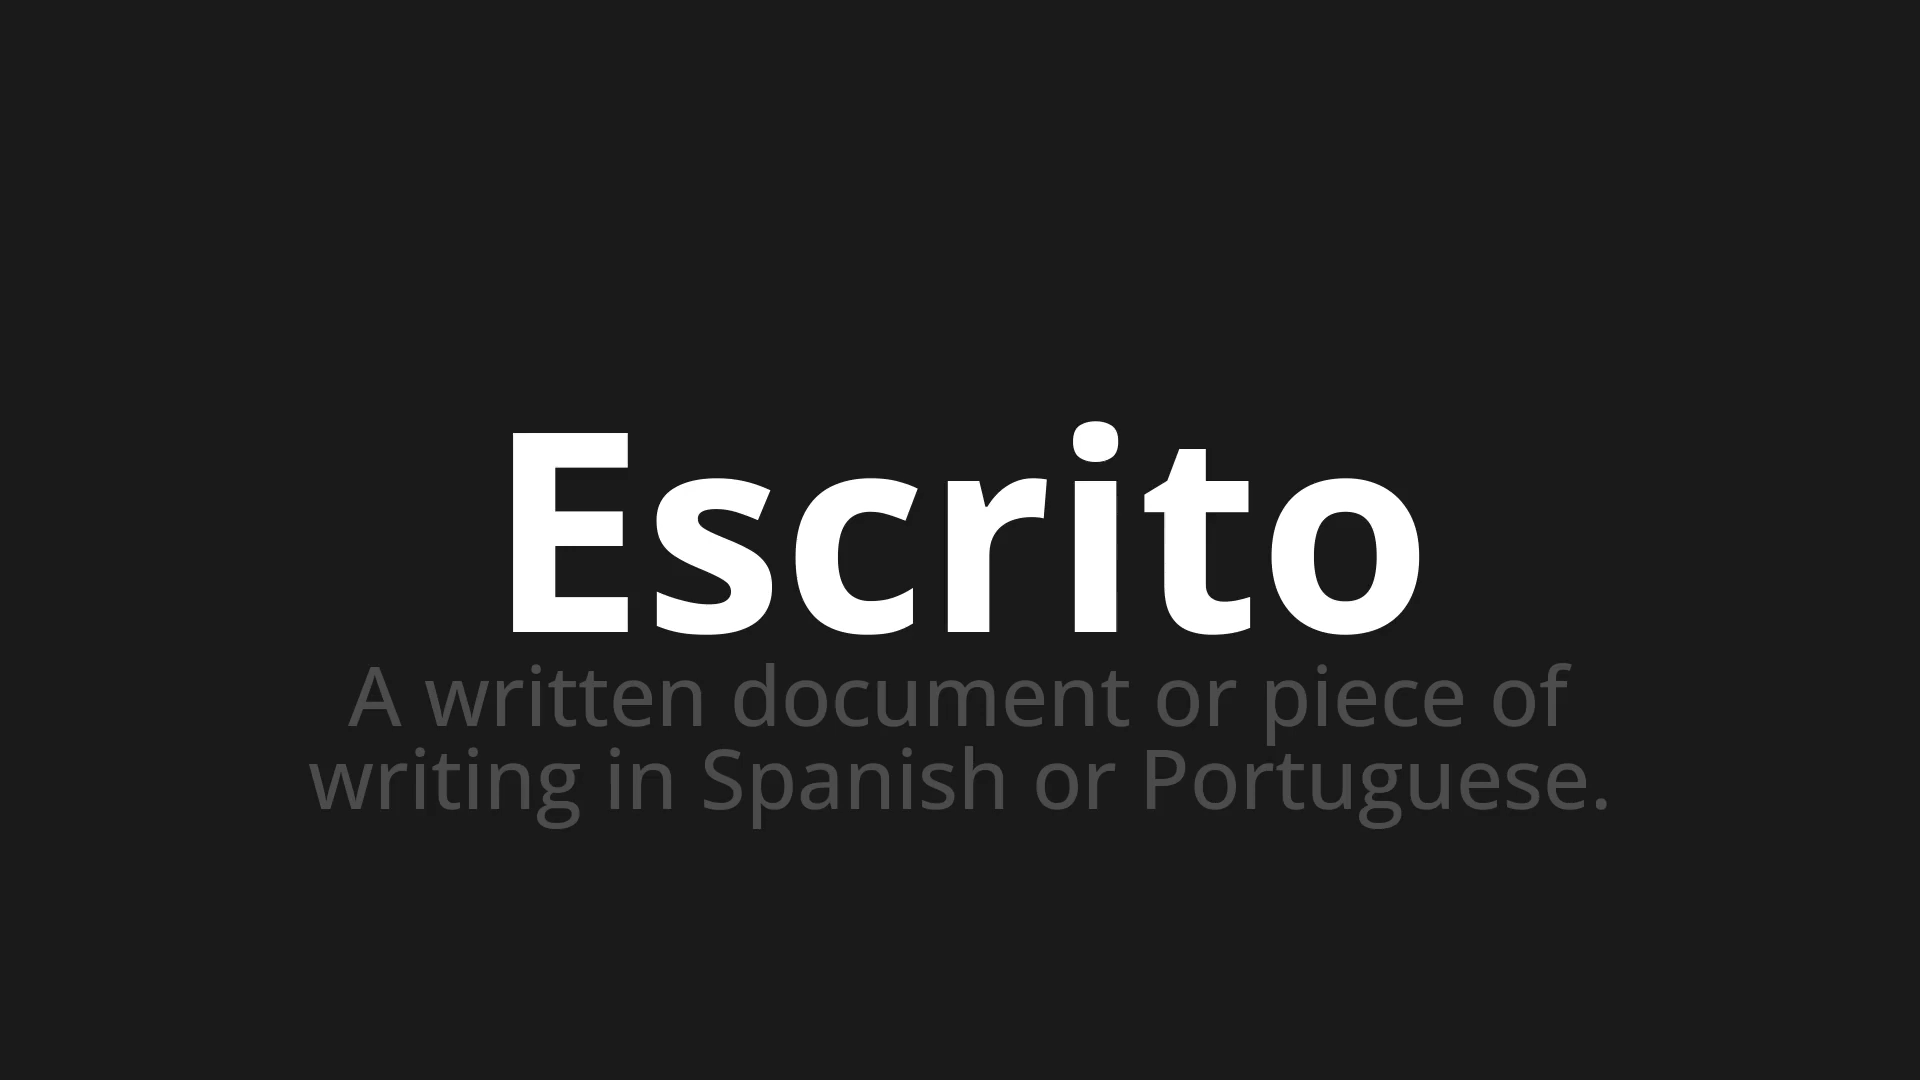 Escrito
A written document or piece of
writing in Spanish or Portuguese.